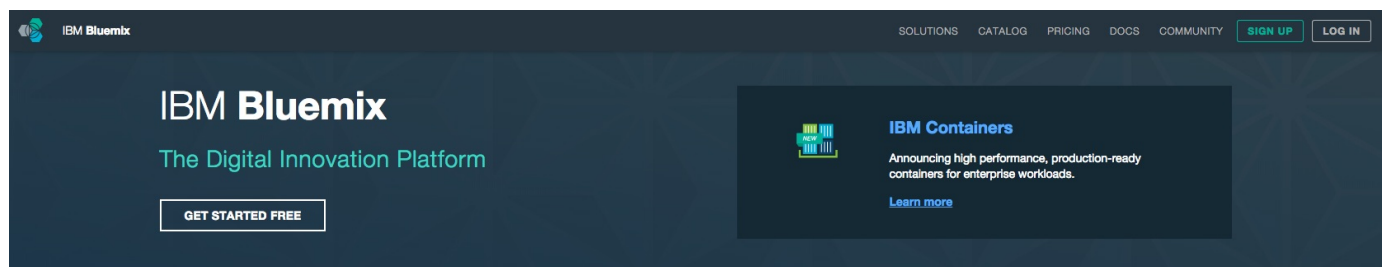 IBM Bluemix
SOLUTIONS CATALOG PRICING DOCS COMMUNITY SIGN UP LOG IN
IBM Bluemix
The Digital Innovation Platform
GET STARTED FREE
NEW
IBM Containers
Announcing high performance, production-ready
containers for enterprise workloads.
Learn more